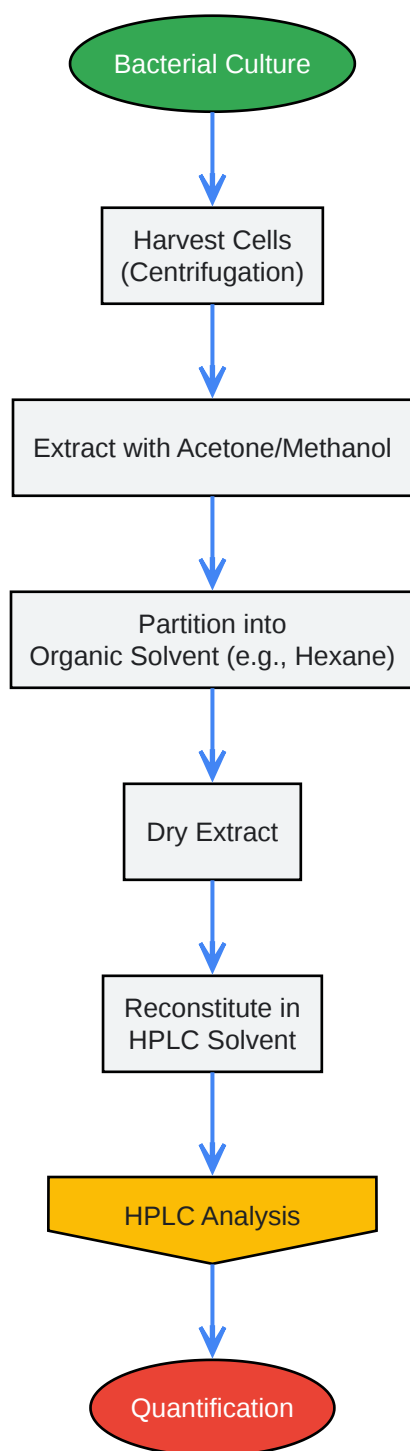 Bacterial Culture
Harvest Cells
(Centrifugation)
Extract with Acetone/Methanol
Partition into
Organic Solvent (e.g., Hexane)
Dry Extract
Reconstitute in
HPLC Solvent
HPLC Analysis
Quantification